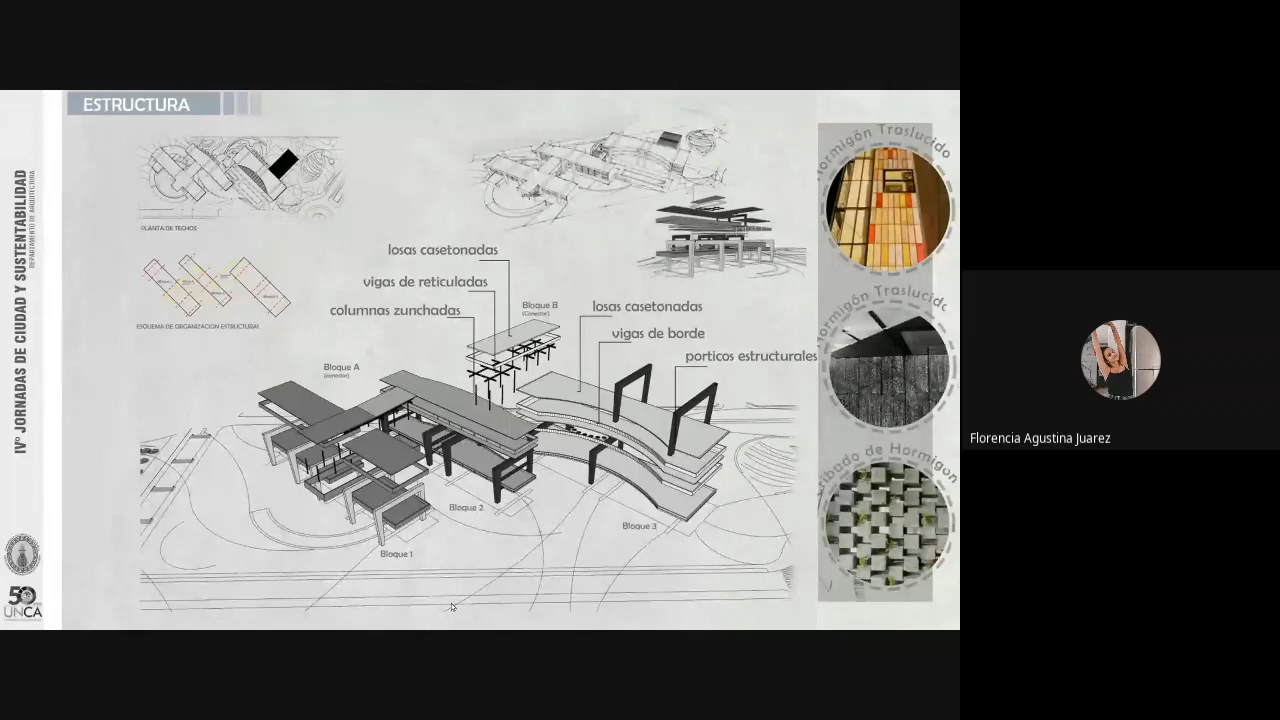 ESTRUCTURA
IVº JORNADAS DE CIUDAD Y SUSTENTABILIDAD
DEPARTAMENTO DE ARQUITECTURA
PLANTA DE TECHOS
ESQUEMA DE ORGANIZACION ESTRUCTURAL
losas casetonadas
vigas de reticuladas
columnas zunchadas
Bloque B
(Conector)
losas casetonadas
vigas de borde
porticos estructurales
Bloque A
(conector)
Bloque 2
Bloque 3
Bloque 1
Hormigón Traslucido
Hormigón Traslucido
ribado de Hormigon
50
UNCA
Florencia Agustina Juarez